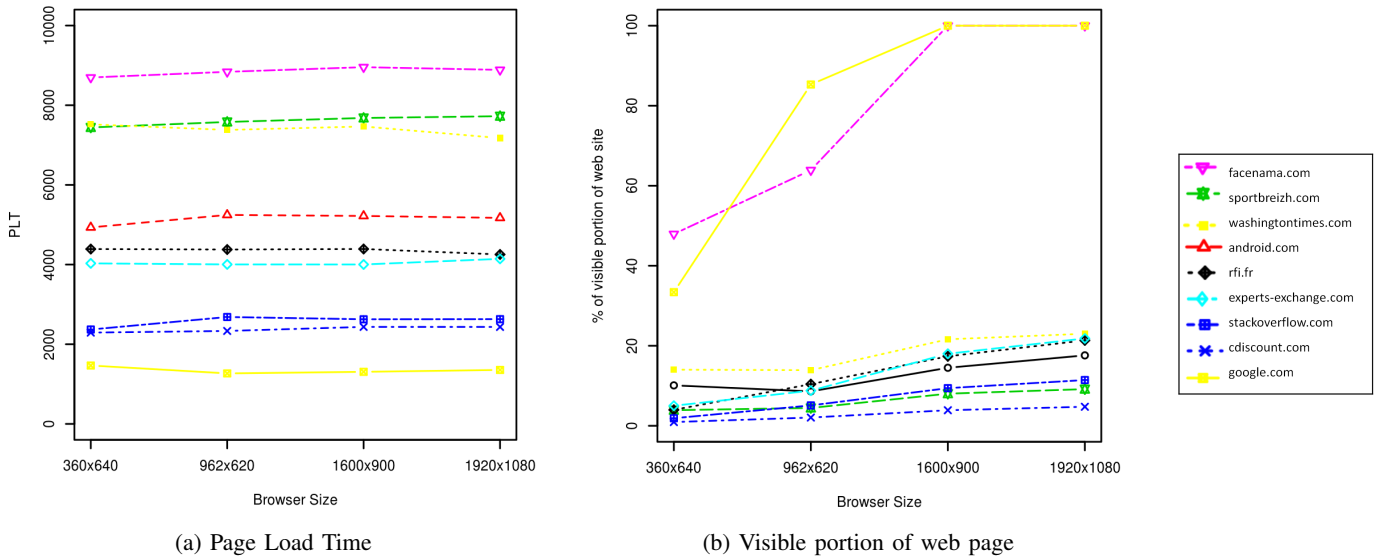 10000
8000
6000
4000
2000
0
PLT
360x640
962x620
1600x900
1920x1080
Browser Size
(a) Page Load Time
100
80
60
40
20
0
% of visible portion of web site
360x640
962x620
1600x900
1920x1080
Browser Size
(b) Visible portion of web page
facenama.com
sportbreizh.com
washingtontimes.com
android.com
rfi.fr
experts-exchange.com
stackoverflow.com
cdiscount.com
google.com